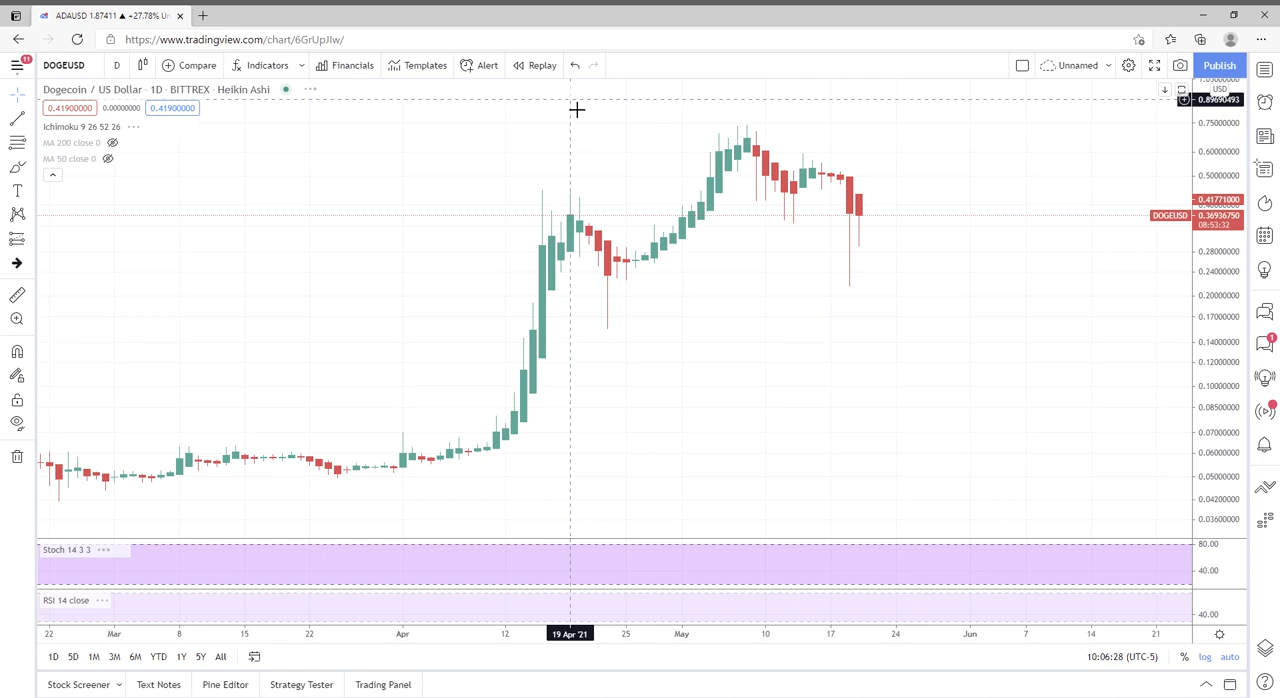 ADAUSD 1.87411 ▲ +27.78% Un
https://www.tradingview.com/chart/6GrUpJIw/
11
DOGEUSD D Compare Indicators Financials Templates Alert Replay Unnamed Publish
Dogecoin / US Dollar · 1D · BITTREX · Heikin Ashi
0.41900000 0.00000000 0.41900000
Ichimoku 9 26 52 26
MA 200 close 0
MA 50 close 0
USD
0.89690493
0.75000000
0.60000000
0.50000000
0.41771000
DOGEUSD 0.36936750
08:53:32
0.28000000
0.24000000
0.20000000
0.17000000
0.14000000
0.12000000
0.10000000
0.08500000
0.07000000
0.06000000
0.05000000
0.04200000
0.03600000
1
Stoch 14 3 3
80.00
40.00
RSI 14 close
40.00
22 Mar 8 15 22 Apr 12 19 Apr '21 25 May 10 17 24 Jun 7 14 21
1D 5D 1M 3M 6M YTD 1Y 5Y All 10:06:28 (UTC-5) % log auto
Stock Screener Text Notes Pine Editor Strategy Tester Trading Panel